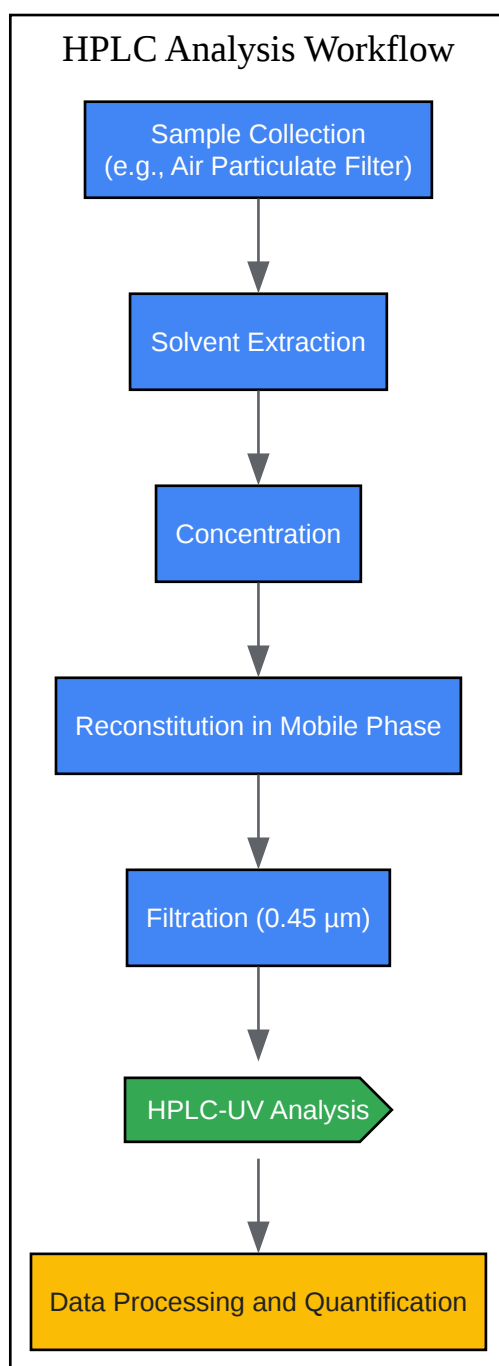 HPLC Analysis Workflow
Sample Collection
(e.g., Air Particulate Filter)
Solvent Extraction
Concentration
Reconstitution in Mobile Phase
Filtration (0.45 µm)
HPLC-UV Analysis
Data Processing and Quantification